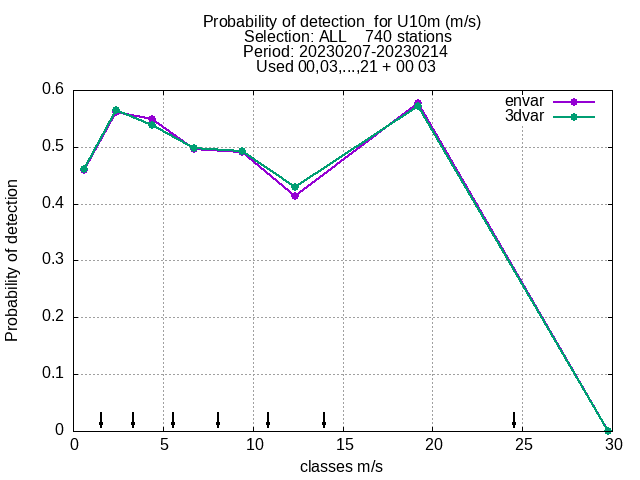 Probability of detection  for U10m (m/s)
Selection: ALL    740 stations
Period: 20230207-20230214
Used 00,03,...,21 + 00 03
envar
3dvar
0.6
0.5
0.4
0.3
0.2
0.1
0
Probability of detection
0 5 10 15 20 25 30
classes m/s